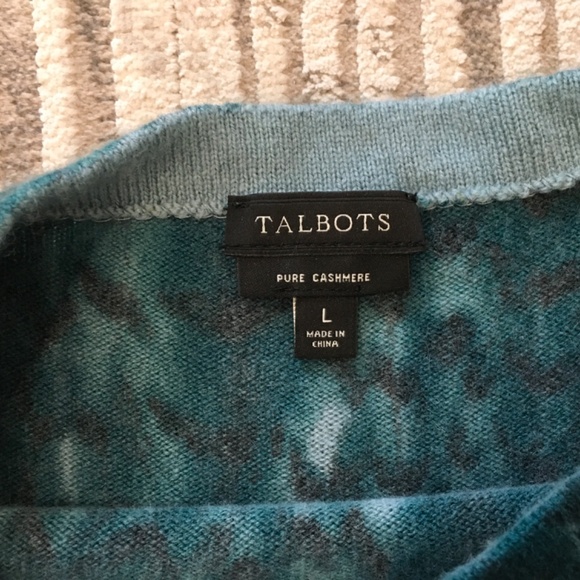 TALBOTS
PURE CASHMERE
L
MADE IN
CHINA